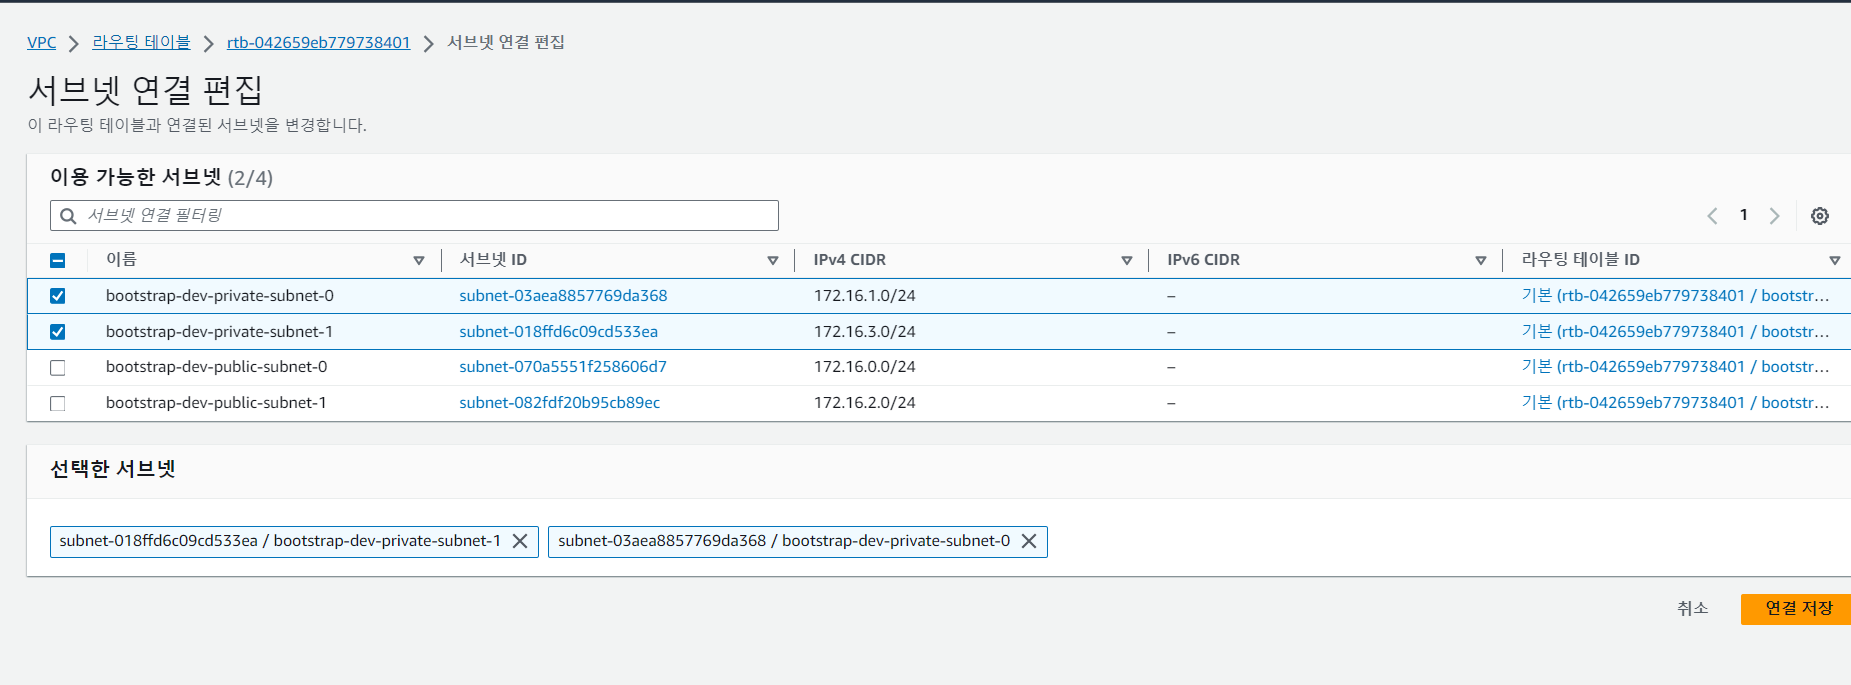 VPC > 라우팅 테이블 > rtb-042659eb779738401 > 서브넷 연결 편집
서브넷 연결 편집
이 라우팅 테이블과 연결된 서브넷을 변경합니다.
이용 가능한 서브넷 (2/4)
서브넷 연결 필터링
1
이름 서브넷 ID IPv4 CIDR IPv6 CIDR 라우팅 테이블 ID
bootstrap-dev-private-subnet-0 subnet-03aea8857769da368 172.16.1.0/24 – 기본 (rtb-042659eb779738401 / bootstr...
bootstrap-dev-private-subnet-1 subnet-018ffd6c09cd533ea 172.16.3.0/24 – 기본 (rtb-042659eb779738401 / bootstr...
bootstrap-dev-public-subnet-0 subnet-070a5551f258606d7 172.16.0.0/24 – 기본 (rtb-042659eb779738401 / bootstr...
bootstrap-dev-public-subnet-1 subnet-082fdf20b95cb89ec 172.16.2.0/24 – 기본 (rtb-042659eb779738401 / bootstr...
선택한 서브넷
subnet-018ffd6c09cd533ea / bootstrap-dev-private-subnet-1 subnet-03aea8857769da368 / bootstrap-dev-private-subnet-0
취소 연결 저장